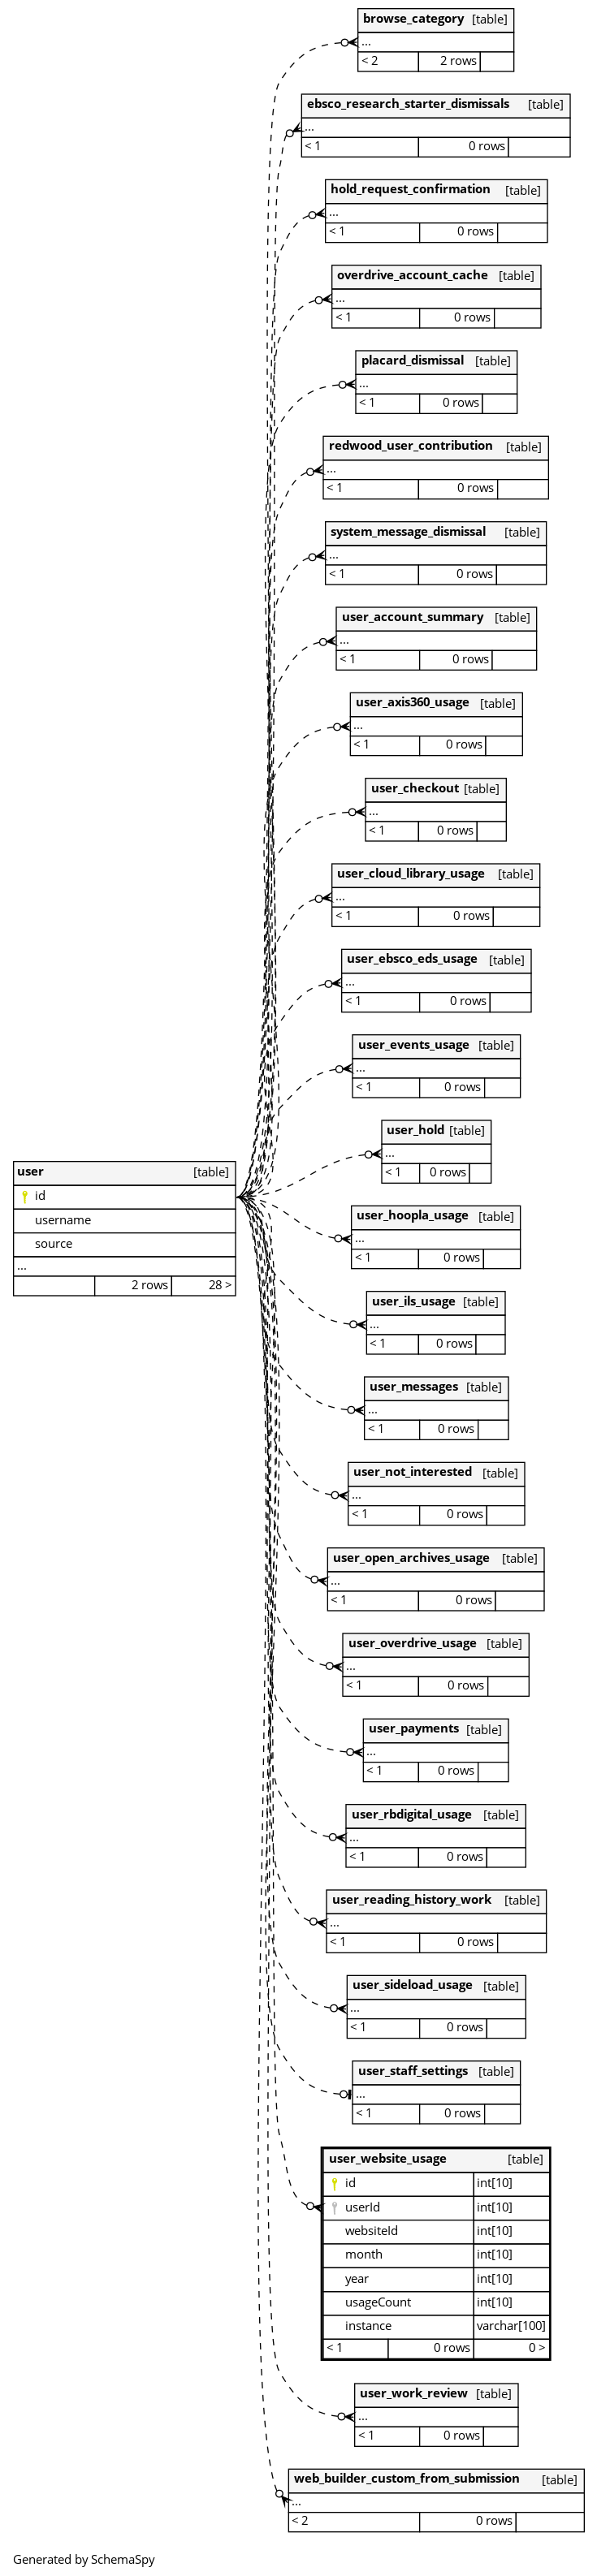 browse_category [table]
...
< 2 2 rows
ebsco_research_starter_dismissals [table]
...
< 1 0 rows
hold_request_confirmation [table]
...
< 1 0 rows
overdrive_account_cache [table]
...
< 1 0 rows
placard_dismissal [table]
...
< 1 0 rows
redwood_user_contribution [table]
...
< 1 0 rows
system_message_dismissal [table]
...
< 1 0 rows
user_account_summary [table]
...
< 1 0 rows
user_axis360_usage [table]
...
< 1 0 rows
user_checkout [table]
...
< 1 0 rows
user_cloud_library_usage [table]
...
< 1 0 rows
user_ebsco_eds_usage [table]
...
< 1 0 rows
user_events_usage [table]
...
< 1 0 rows
user_hold [table]
...
< 1 0 rows
user [table]
id
username
source
...
2 rows 28 >
user_hoopla_usage [table]
...
< 1 0 rows
user_ils_usage [table]
...
< 1 0 rows
user_messages [table]
...
< 1 0 rows
user_not_interested [table]
...
< 1 0 rows
user_open_archives_usage [table]
...
< 1 0 rows
user_overdrive_usage [table]
...
< 1 0 rows
user_payments [table]
...
< 1 0 rows
user_rbdigital_usage [table]
...
< 1 0 rows
user_reading_history_work [table]
...
< 1 0 rows
user_sideload_usage [table]
...
< 1 0 rows
user_staff_settings [table]
...
< 1 0 rows
user_website_usage [table]
id int[10]
userId int[10]
websiteId int[10]
month int[10]
year int[10]
usageCount int[10]
instance varchar[100]
< 1 0 rows 0 >
user_work_review [table]
...
< 1 0 rows
web_builder_custom_from_submission [table]
...
< 2 0 rows
Generated by SchemaSpy